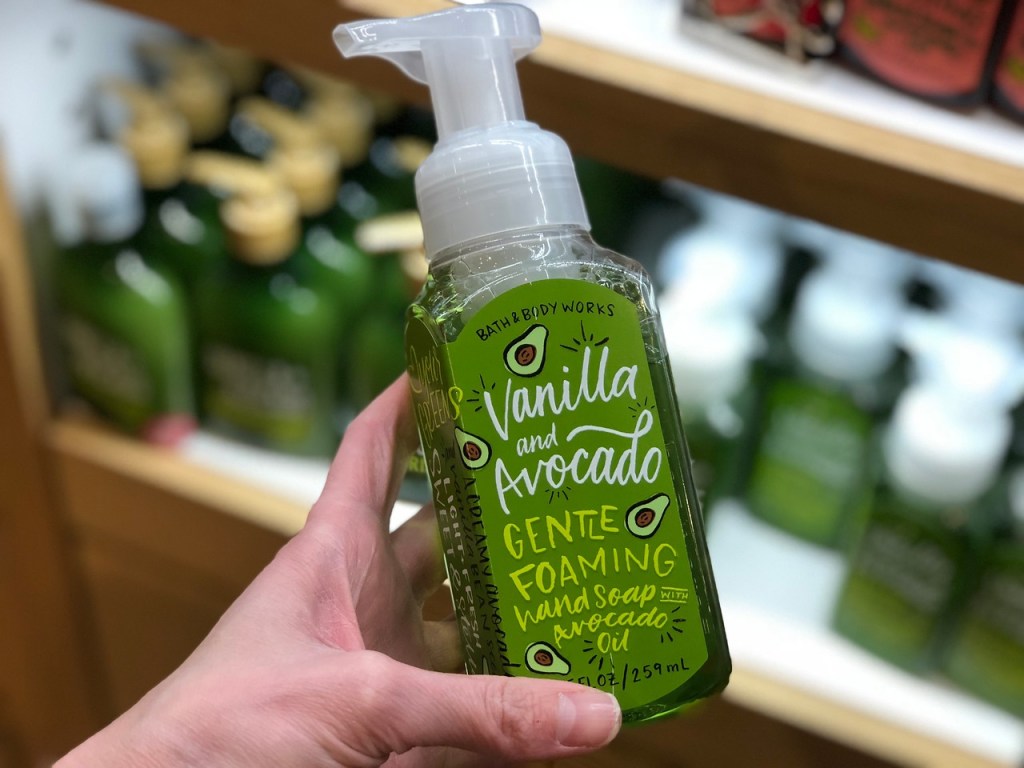 BATH & BODY WORKS
Vanilla
and
Avocado
GENTLE
FOAMING
hand Soap WITH
Avocado
Oil
FL OZ / 259 mL